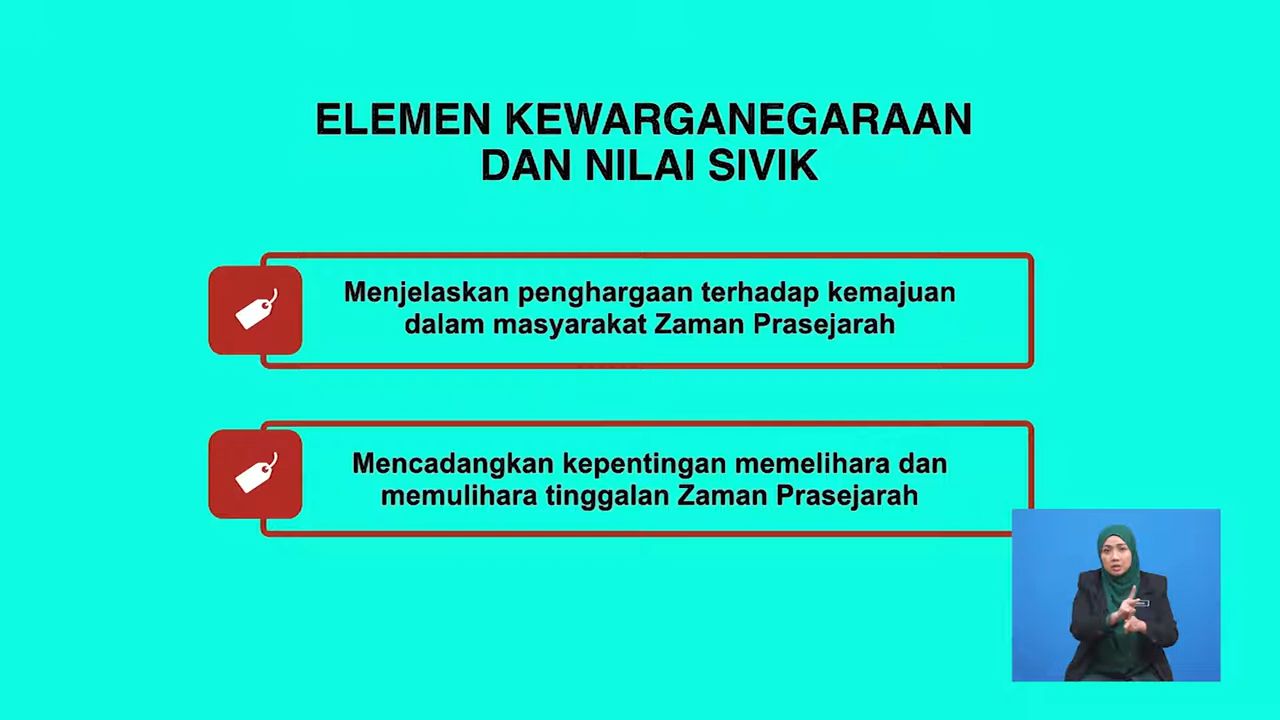 ELEMEN KEWARGANEGARAAN
DAN NILAI SIVIK
Menjelaskan penghargaan terhadap kemajuan
dalam masyarakat Zaman Prasejarah
Mencadangkan kepentingan memelihara dan
memulihara tinggalan Zaman Prasejarah